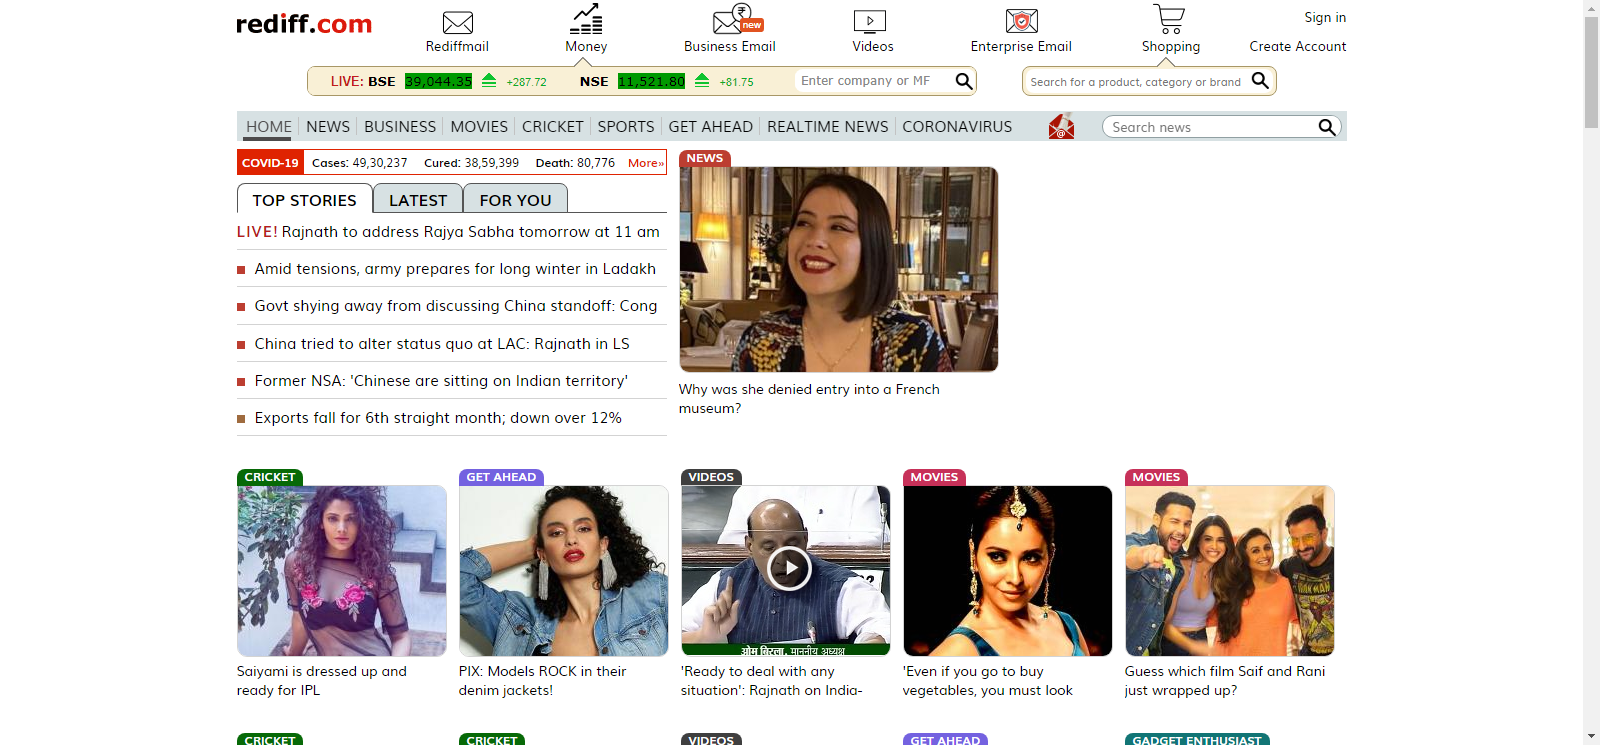 rediff.com
Rediffmail
Money
₹
new
Business Email
Videos
Enterprise Email
Shopping
Sign in
Create Account
LIVE: BSE 39,044.35 +287.72 NSE 11,521.80 +81.75
Enter company or MF
Search for a product, category or brand
HOME NEWS BUSINESS MOVIES CRICKET SPORTS GET AHEAD REALTIME NEWS CORONAVIRUS
@
Search news
COVID-19 Cases: 49,30,237 Cured: 38,59,399 Death: 80,776 More»
TOP STORIES LATEST FOR YOU
LIVE! Rajnath to address Rajya Sabha tomorrow at 11 am
Amid tensions, army prepares for long winter in Ladakh
Govt shying away from discussing China standoff: Cong
China tried to alter status quo at LAC: Rajnath in LS
Former NSA: 'Chinese are sitting on Indian territory'
Exports fall for 6th straight month; down over 12%
NEWS
Why was she denied entry into a French
museum?
CRICKET
Saiyami is dressed up and
ready for IPL
GET AHEAD
PIX: Models ROCK in their
denim jackets!
VIDEOS
ओम बिरला, माननीय अध्यक्ष
'Ready to deal with any
situation': Rajnath on India-
MOVIES
'Even if you go to buy
vegetables, you must look
MOVIES
Guess which film Saif and Rani
just wrapped up?
CRICKET
CRICKET
VIDEOS
GET AHEAD
GADGET ENTHUSIAST